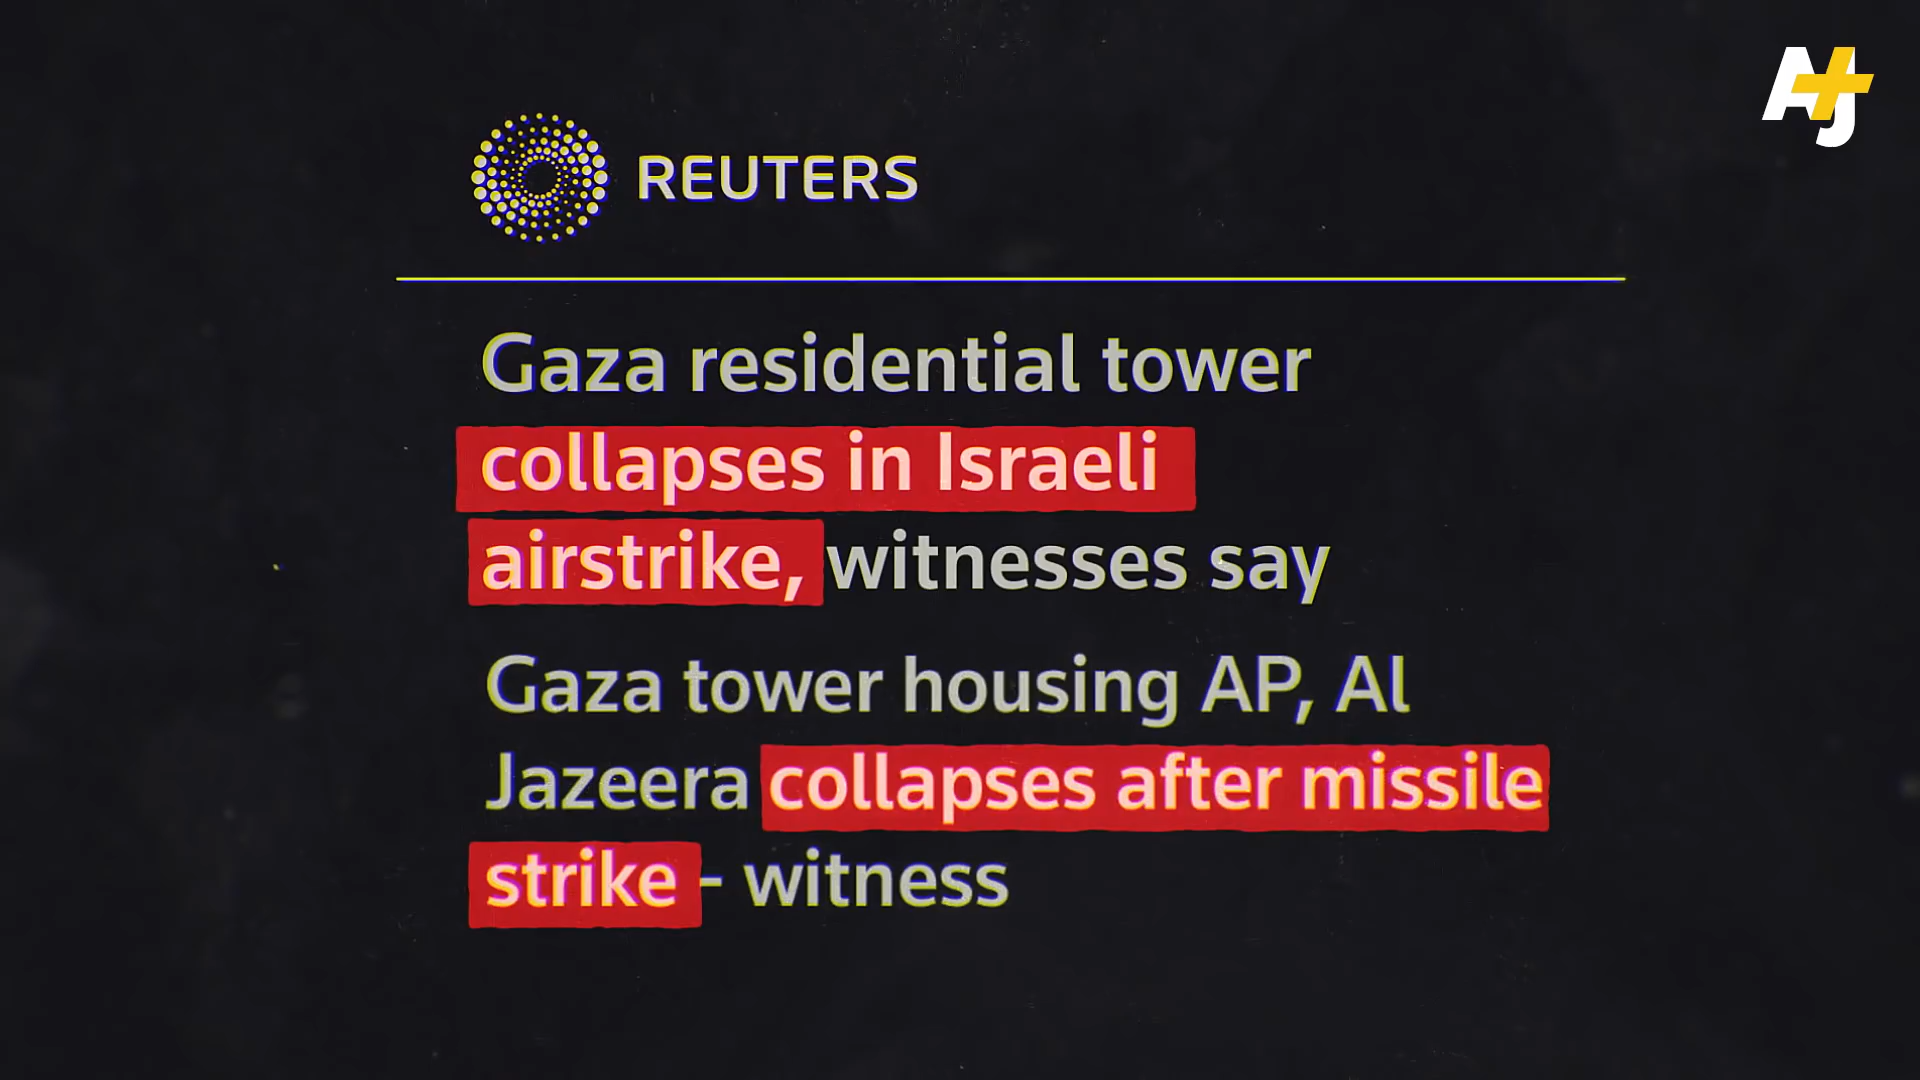 AJ+
REUTERS
Gaza residential tower
collapses in Israeli
airstrike, witnesses say
Gaza tower housing AP, Al
Jazeera collapses after missile
strike - witness